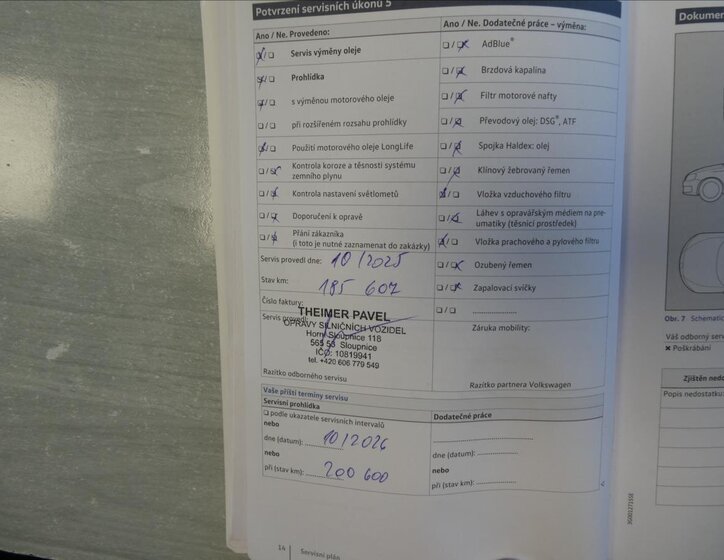 Potvrzení servisních úkonů 5
Ano / Ne. Provedeno:
Servis výměny oleje
Prohlídka
s výměnou motorového oleje
při rozšířeném rozsahu prohlídky
Použití motorového oleje LongLife
Kontrola koroze a těsnosti systému
zemního plynu
Kontrola nastavení světlometů
Doporučení k opravě
Přání zákazníka
(i toto je nutné zaznamenat do zakázky)
Servis provedl dne: 10/2025
Stav km: 185 607
Číslo faktury:
Servis provedl:
THEIMER PAVEL
OPRAVY SILNIČNÍCH VOZIDEL
Horní Sloupnice 118
565 53 Sloupnice
IČO: 10819941
tel. +420 606 779 549
Razítko odborného servisu
Ano / Ne. Dodatečné práce – výměna:
AdBlue®
Brzdová kapalina
Filtr motorové nafty
Převodový olej: DSG®, ATF
Spojka Haldex: olej
Klínový žebrovaný řemen
Vložka vzduchového filtru
Láhev s opravářským médiem na pne-
umatiky (těsnící prostředek)
Vložka prachového a pylového filtru
Ozubený řemen
Zapalovací svíčky
Záruka mobility:
Razítko partnera Volkswagen
Vaše příští termíny servisu
Servisní prohlídka
podle ukazatele servisních intervalů
nebo
dne (datum): 10/2026
nebo
při (stav km): 200 600
Dodatečné práce
dne (datum):
nebo
při (stav km):
14 Servisní plán
3G0012725SE
Dokumen
Obr. 7 Schematic
Váš odborný serv
✖ Poškrábání
Zjištěn nedo
Popis nedostatku: